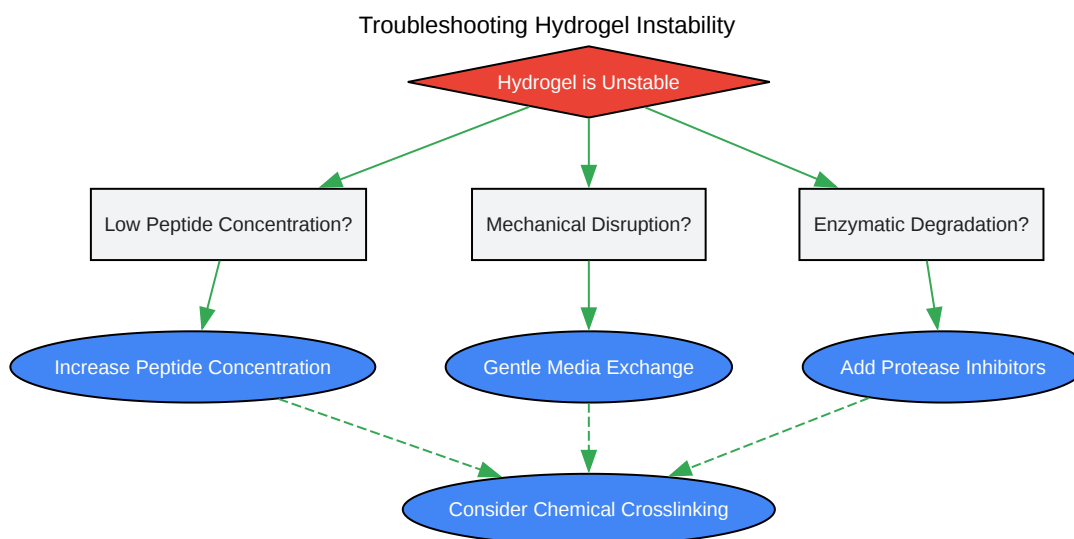 Troubleshooting Hydrogel Instability
Hydrogel is Unstable
Low Peptide Concentration?
Mechanical Disruption?
Enzymatic Degradation?
Increase Peptide Concentration
Gentle Media Exchange
Add Protease Inhibitors
Consider Chemical Crosslinking